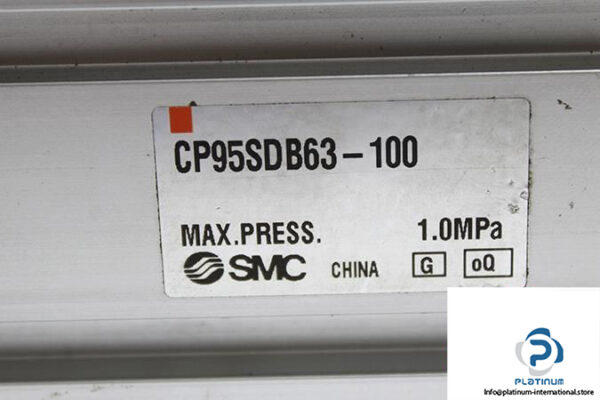 CP95SDB63-100
MAX.PRESS. 1.0MPa
SMC CHINA G oQ
PLATINUM
Info@platinum-international.store